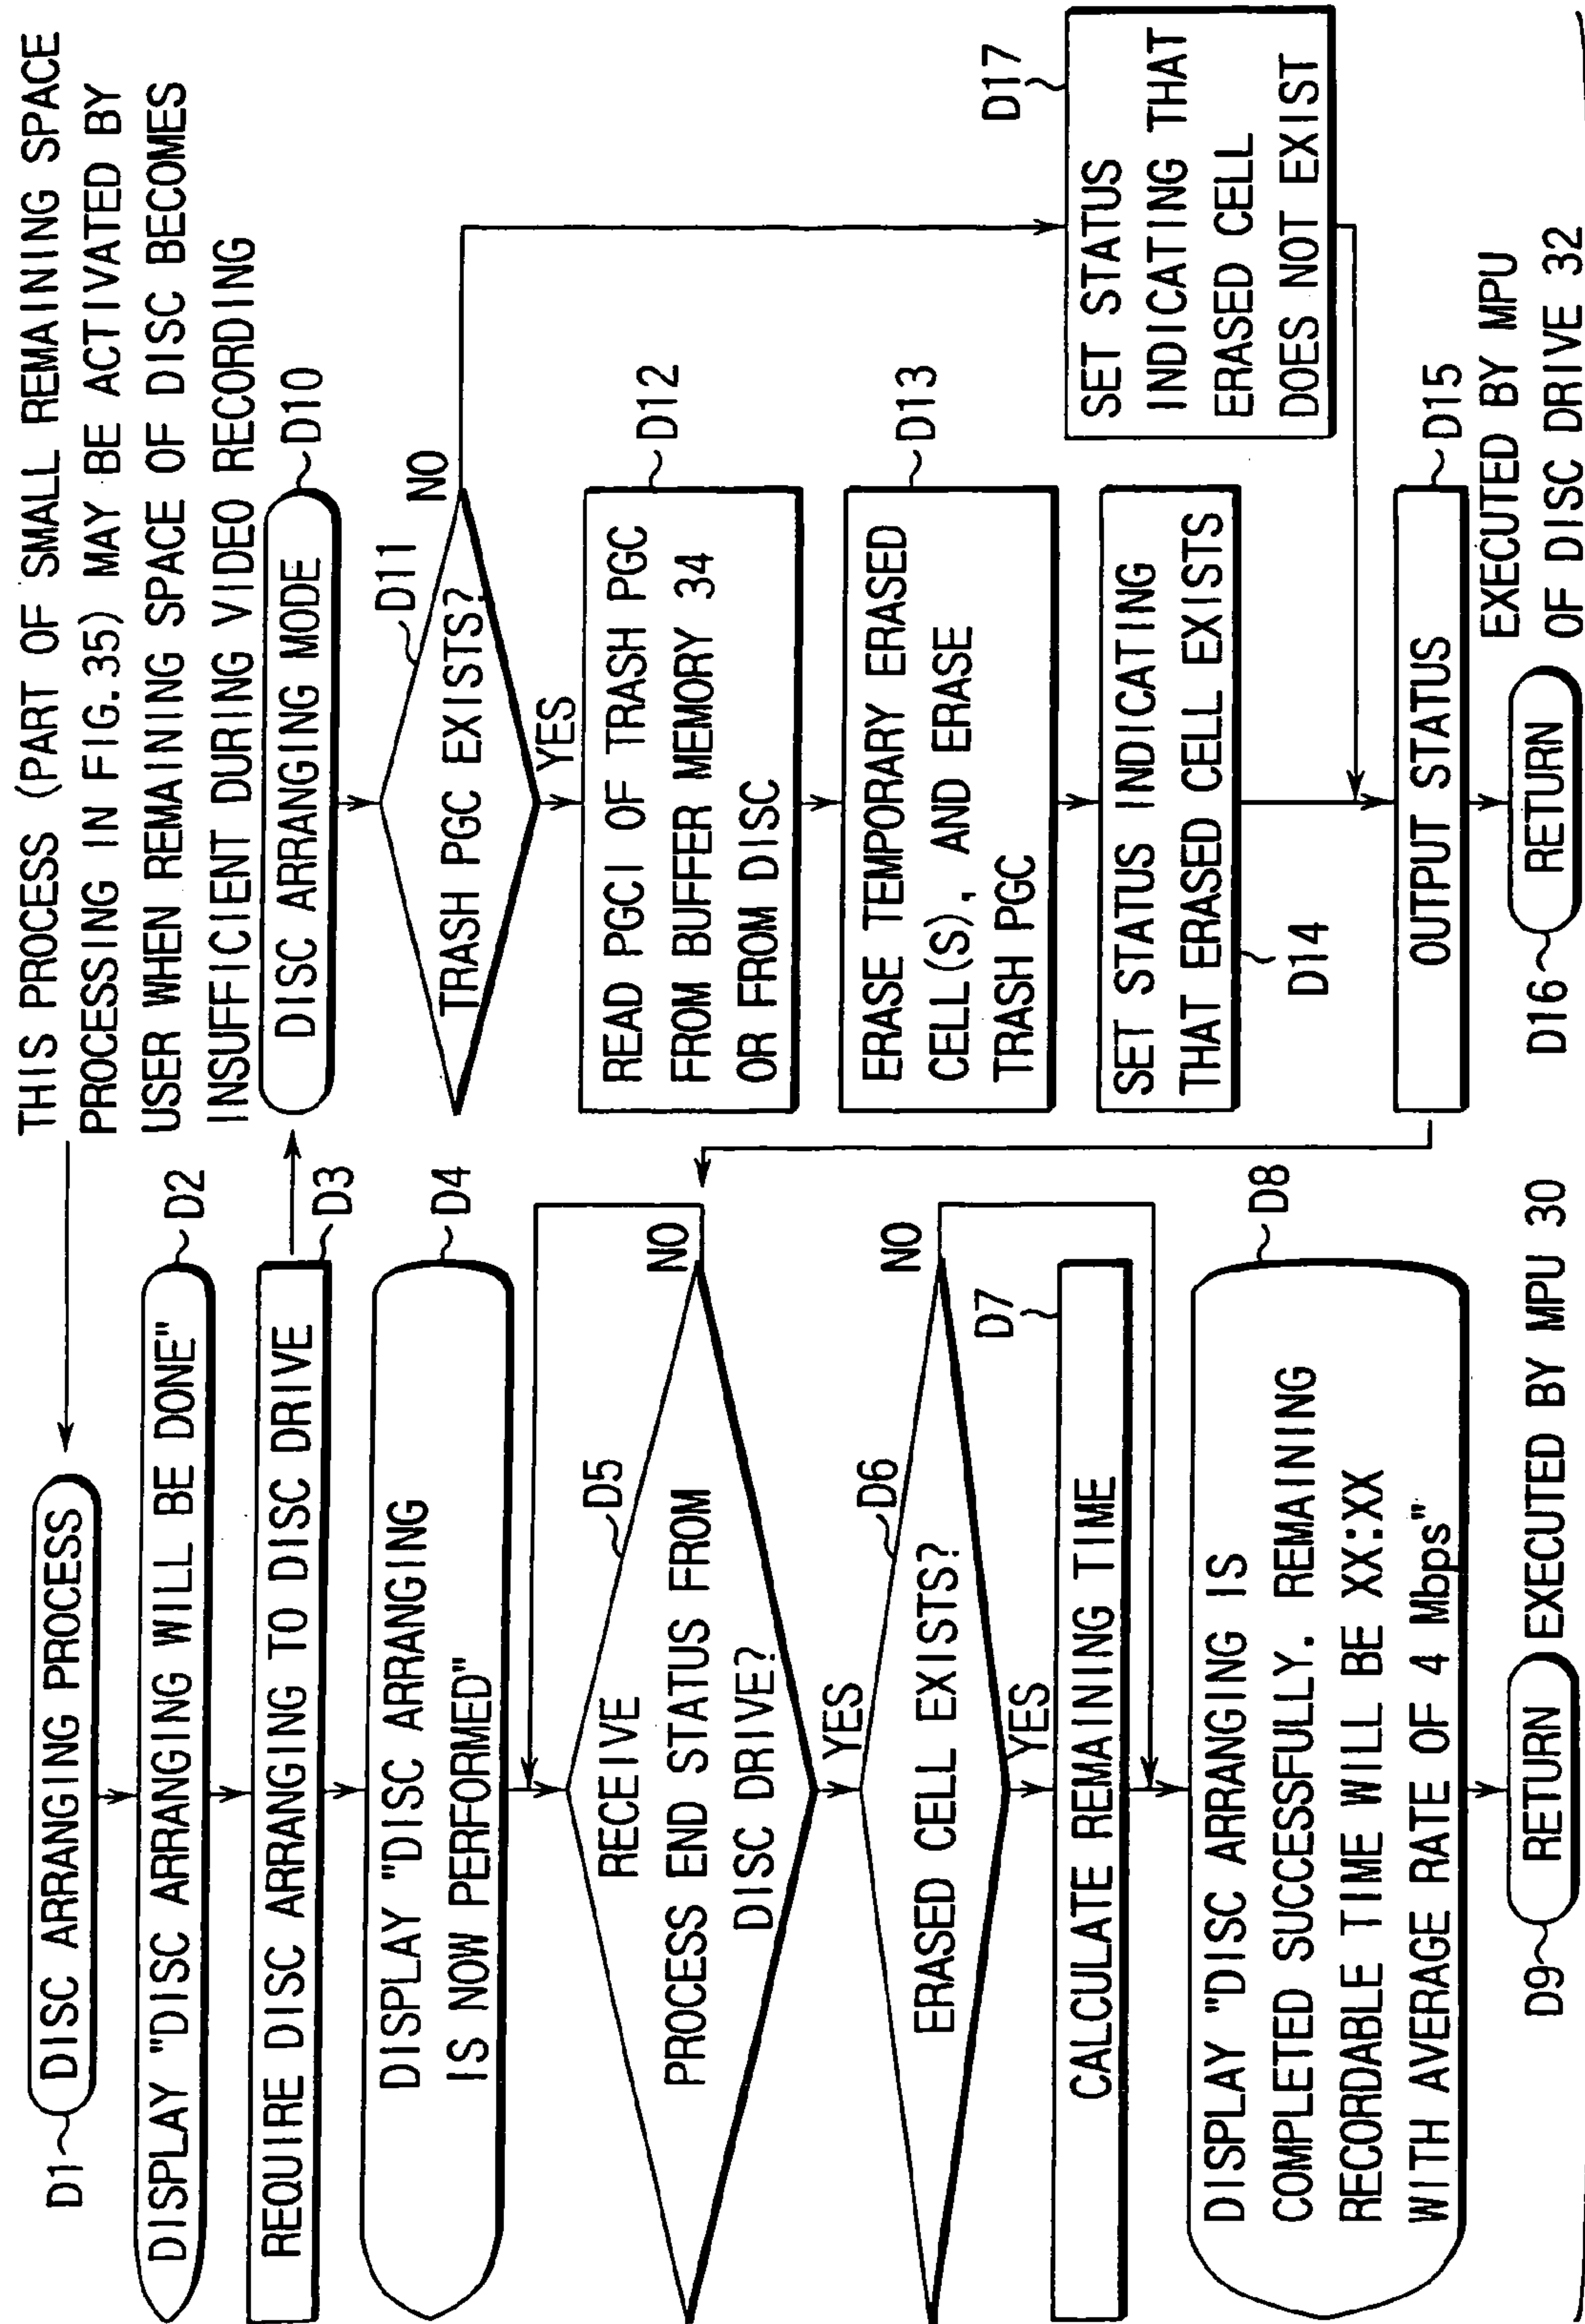 THIS PROCESS (PART OF SMALL REMAINING SPACE
PROCESSING IN FIG.35) MAY BE ACTIVATED BY
USER WHEN REMAINING SPACE OF DISC BECOMES
INSUFFICIENT DURING VIDEO RECORDING
D1
DISC ARRANGING PROCESS
DISPLAY "DISC ARRANGING WILL BE DONE"
D2
REQUIRE DISC ARRANGING TO DISC DRIVE
D3
DISPLAY "DISC ARRANGING
IS NOW PERFORMED"
D4
D5
RECEIVE
PROCESS END STATUS FROM
DISC DRIVE?
NO
YES
D6
ERASED CELL EXISTS?
NO
YES
D7
CALCULATE REMAINING TIME
D8
DISPLAY "DISC ARRANGING IS
COMPLETED SUCCESSFULLY. REMAINING
RECORDABLE TIME WILL BE XX:XX
WITH AVERAGE RATE OF 4 Mbps"
D9
RETURN
EXECUTED BY MPU 30
DISC ARRANGING MODE
D10
D11
TRASH PGC EXISTS?
NO
YES
READ PGCI OF TRASH PGC
FROM BUFFER MEMORY 34
OR FROM DISC
D12
ERASE TEMPORARY ERASED
CELL(S), AND ERASE
TRASH PGC
D13
SET STATUS INDICATING
THAT ERASED CELL EXISTS
D14
D17
SET STATUS
INDICATING THAT
ERASED CELL
DOES NOT EXIST
OUTPUT STATUS
D15
D16
RETURN
EXECUTED BY MPU
OF DISC DRIVE 32